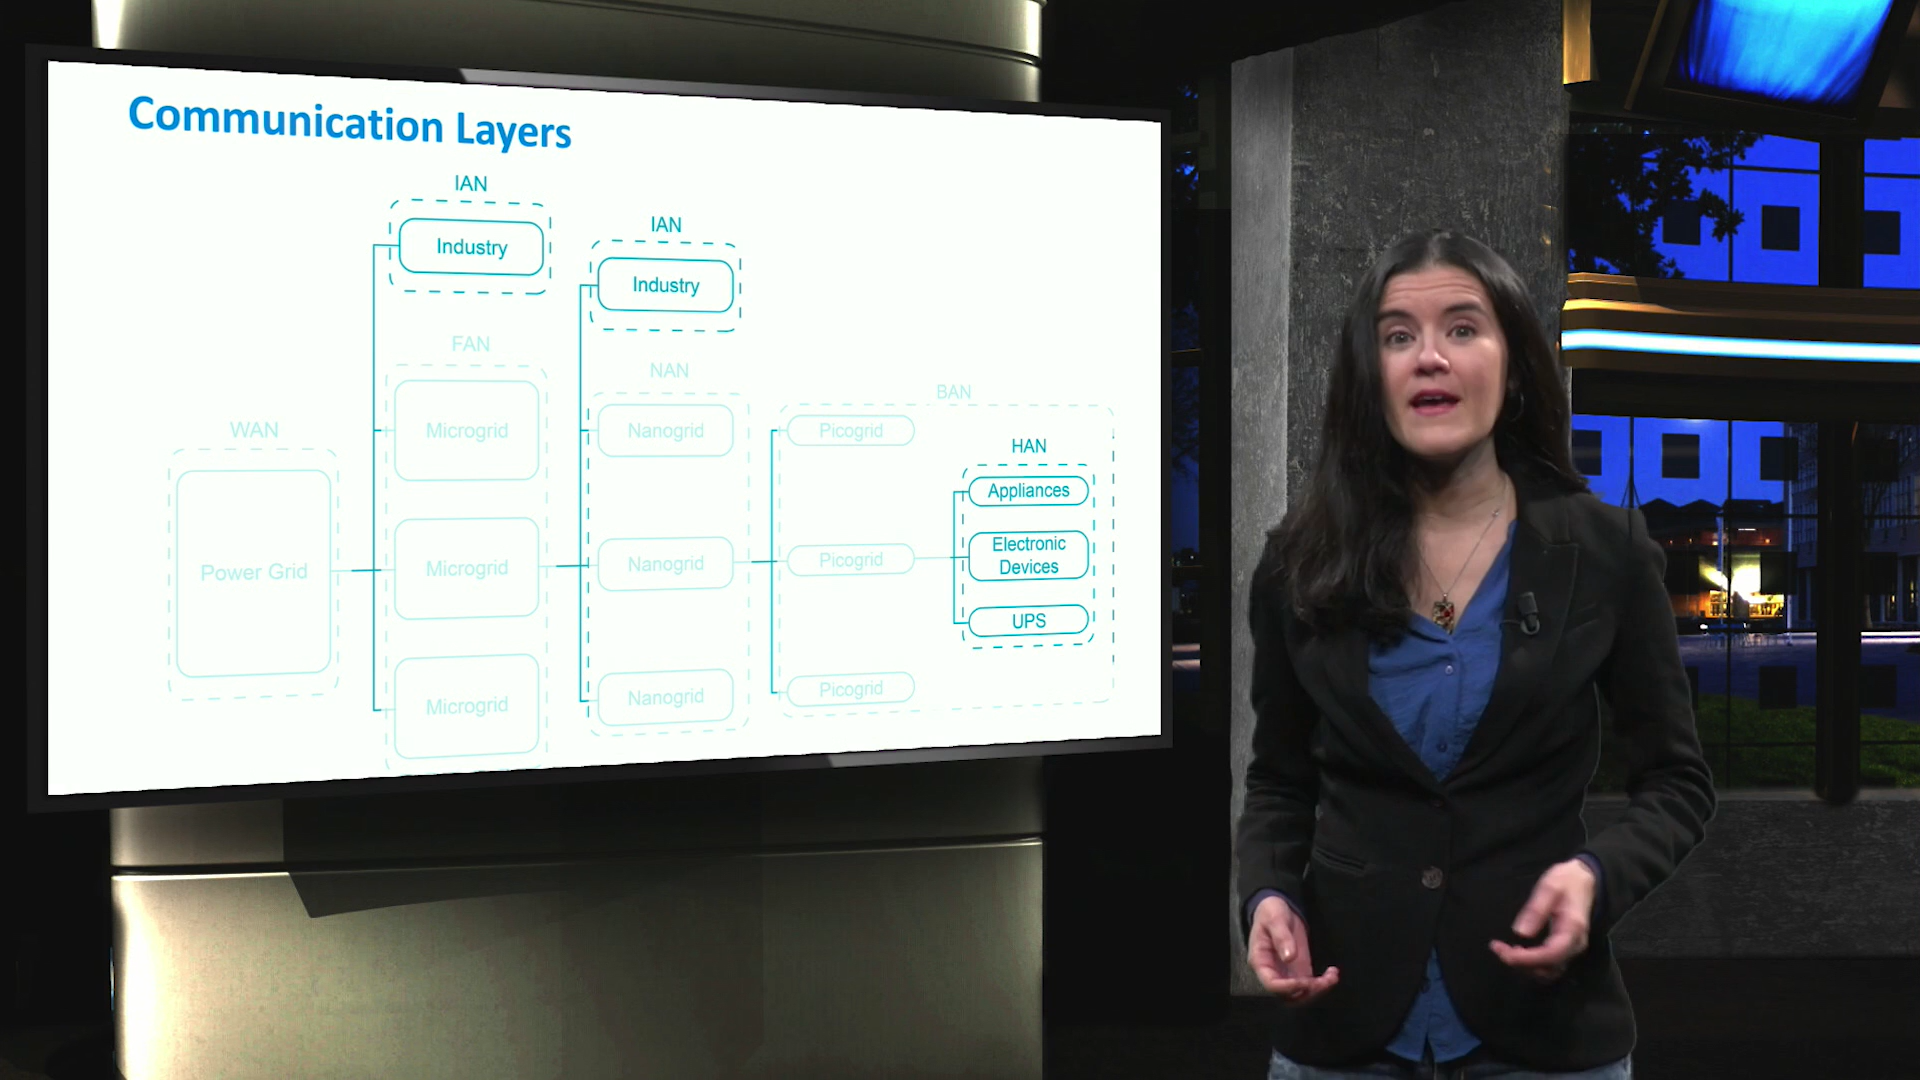 Communication Layers
IAN
Industry
IAN
Industry
FAN
Microgrid
Microgrid
Microgrid
NAN
Nanogrid
Nanogrid
Nanogrid
WAN
Power Grid
BAN
Picogrid
Picogrid
Picogrid
HAN
Appliances
Electronic
Devices
UPS